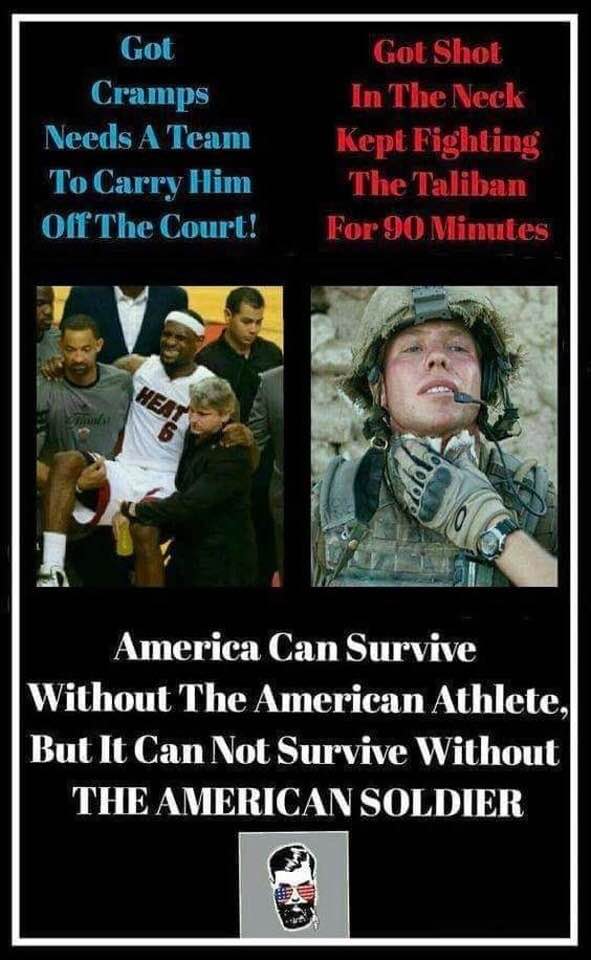 Got
Cramps
Needs A Team
To Carry Him
Off The Court!
Got Shot
In The Neck
Kept Fighting
The Taliban
For 90 Minutes
Finals
HEAT
6
America Can Survive
Without The American Athlete,
But It Can Not Survive Without
THE AMERICAN SOLDIER